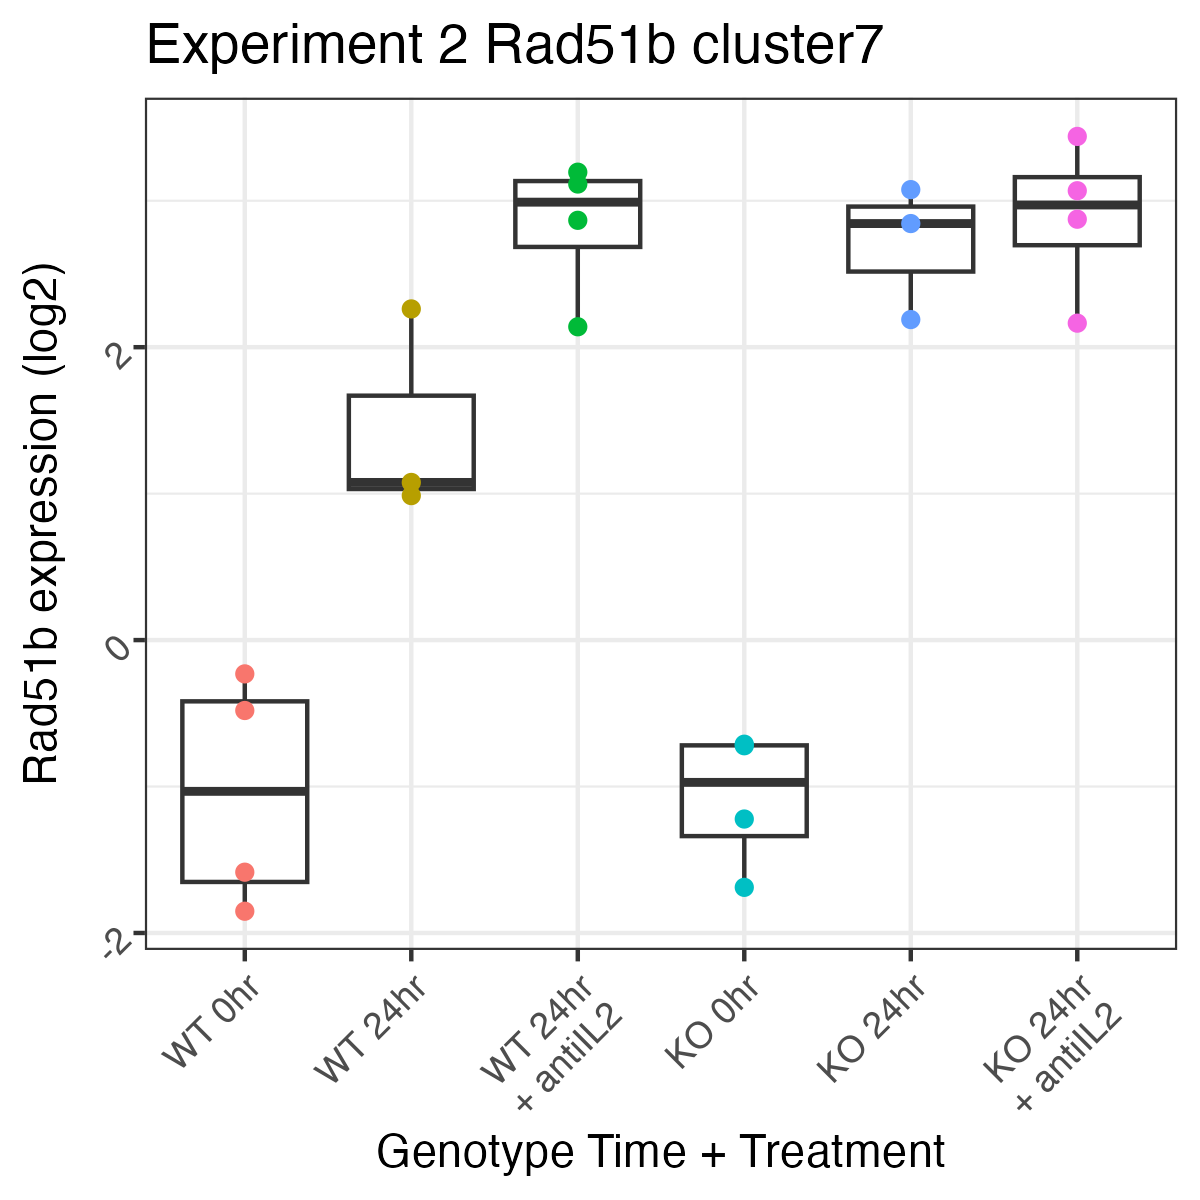 Experiment 2 Rad51b cluster7
Rad51b expression (log2)
2
0
-2
WT 0hr
WT 24hr
WT 24hr
+ antiIL2
KO 0hr
KO 24hr
KO 24hr
+ antiIL2
Genotype Time + Treatment